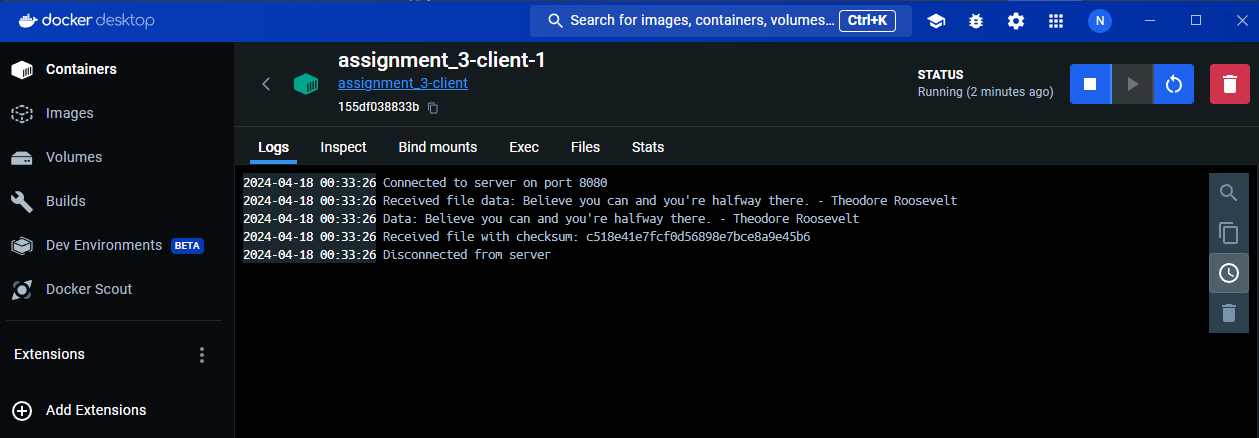 docker desktop
Search for images, containers, volumes... Ctrl+K
N
Containers
Images
Volumes
Builds
Dev Environments BETA
Docker Scout
Extensions
Add Extensions
assignment_3-client-1
assignment_3-client
155df038833b
STATUS
Running (2 minutes ago)
Logs Inspect Bind mounts Exec Files Stats
2024-04-18 00:33:26 Connected to server on port 8080
2024-04-18 00:33:26 Received file data: Believe you can and you're halfway there. - Theodore Roosevelt
2024-04-18 00:33:26 Data: Believe you can and you're halfway there. - Theodore Roosevelt
2024-04-18 00:33:26 Received file with checksum: c518e41e7fcf0d56898e7bce8a9e45b6
2024-04-18 00:33:26 Disconnected from server